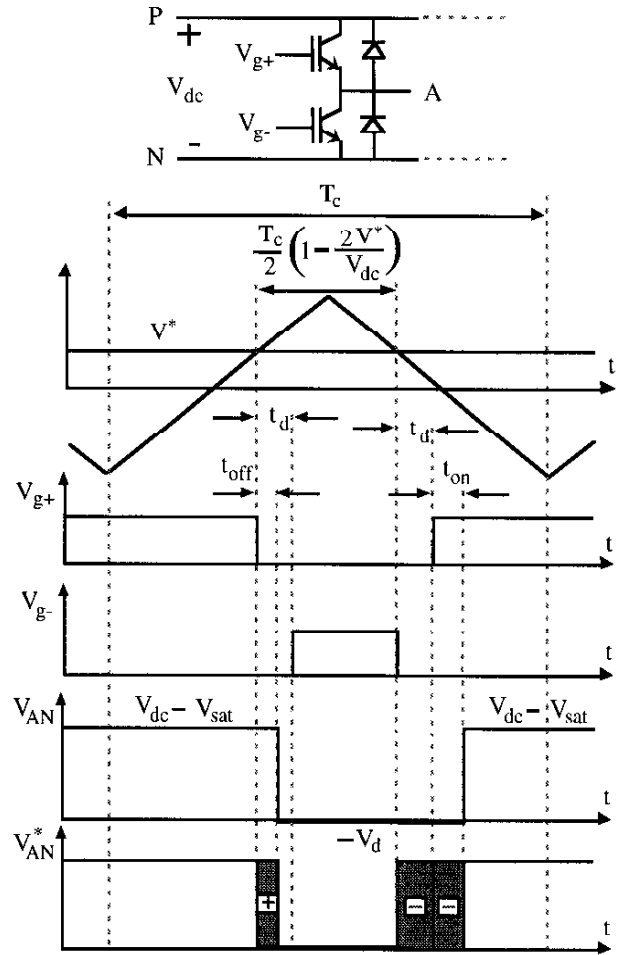 P
+
V_g+
V_dc
A
V_g-
N
-
T_c
T_c/2 (1 - 2V*/V_dc)
V*
t
t_d
t_d
t_off
t_on
V_g+
t
V_g-
t
V_AN
V_dc – V_sat
V_dc – V_sat
t
–V_d
V*_AN
+
t